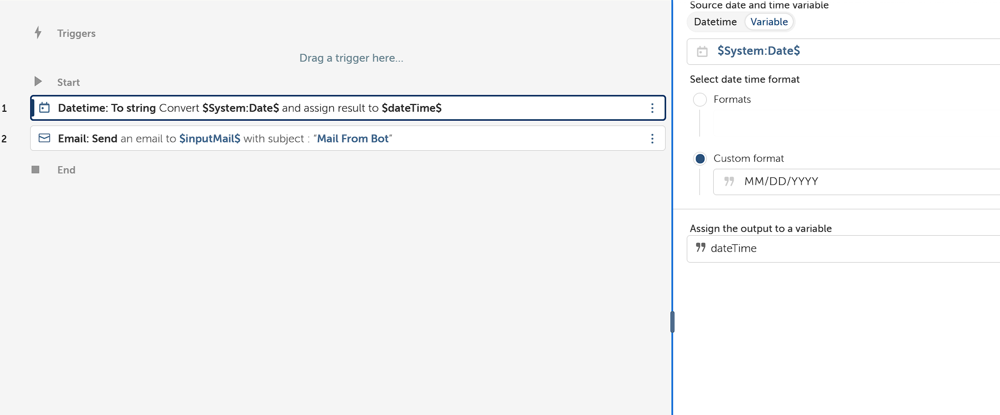 Triggers
Drag a trigger here...
Start
1 Datetime: To string Convert $System:Date$ and assign result to $dateTime$
2 Email: Send an email to $inputMail$ with subject : “Mail From Bot”
End
Source date and time variable
Datetime Variable
$System:Date$
Select date time format
Formats
Custom format
MM/DD/YYYY
Assign the output to a variable
dateTime